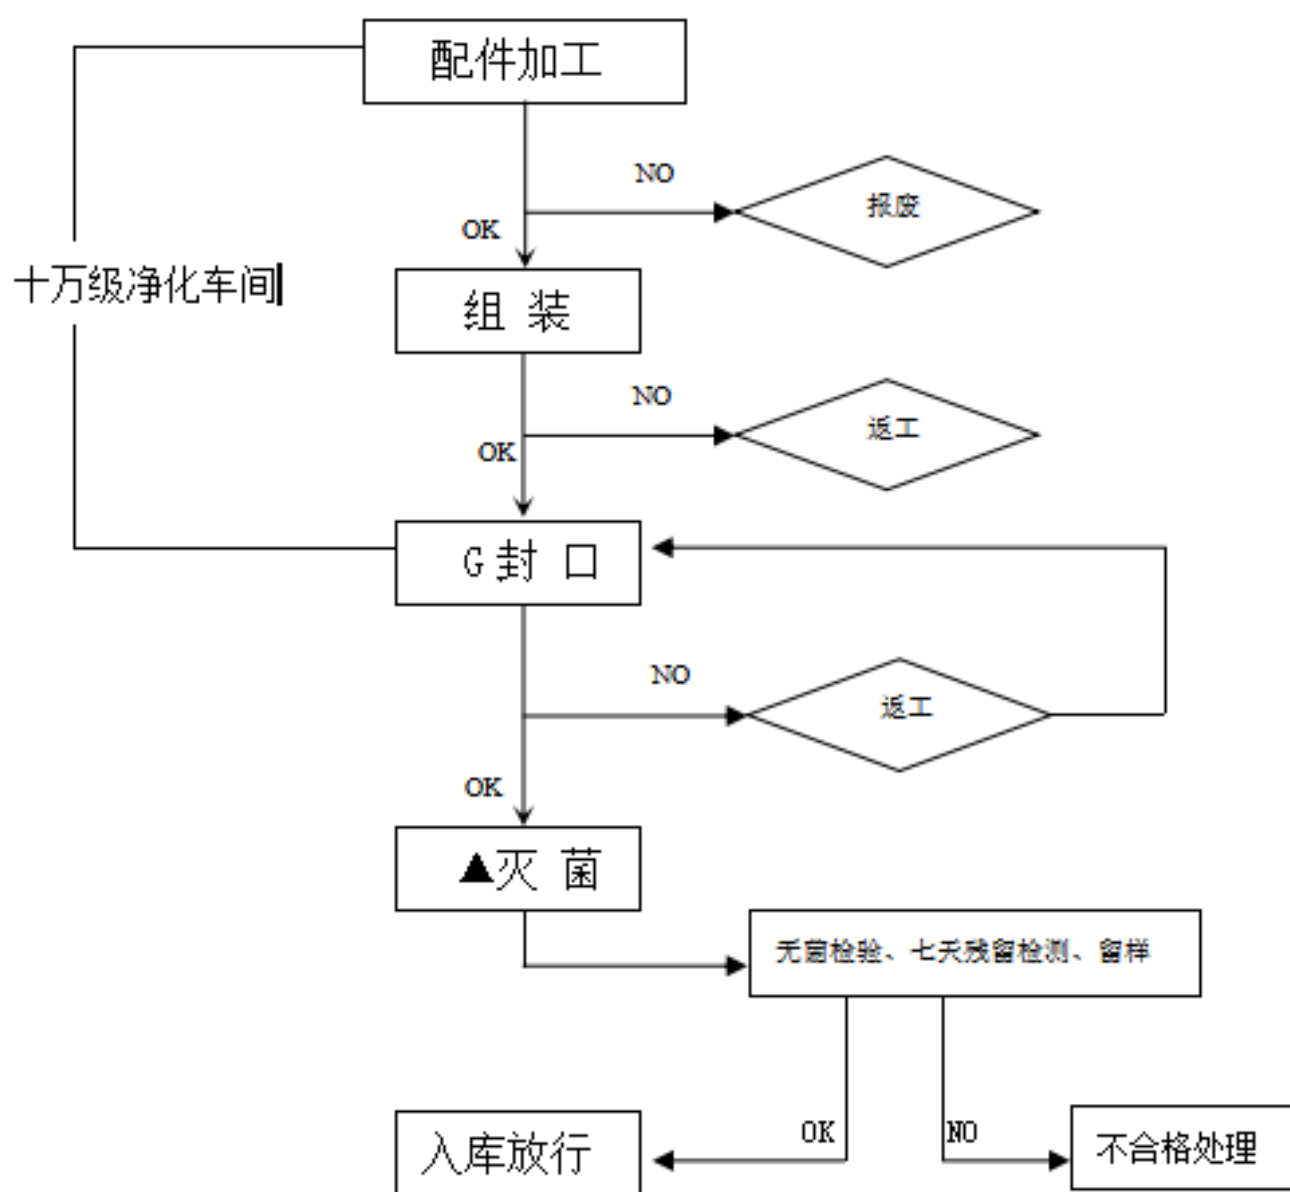 配件加工
NO
报废
OK
十万级净化车间
组 装
NO
返工
OK
G封 口
NO
返工
OK
▲灭 菌
无菌检验、七天残留检测、留样
OK
NO
入库放行
不合格处理